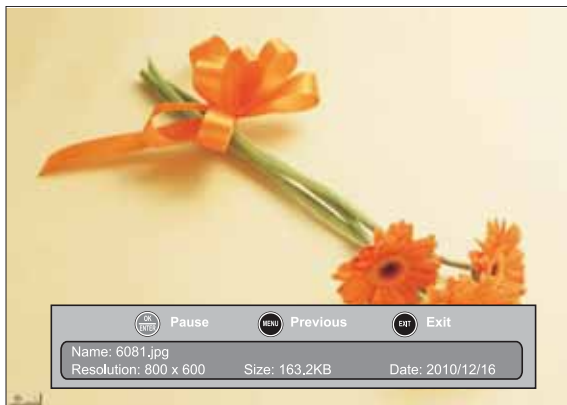 OK ENTER Pause MENU Previous EXIT Exit
Name: 6081.jpg
Resolution: 800 x 600 Size: 163.2KB Date: 2010/12/16